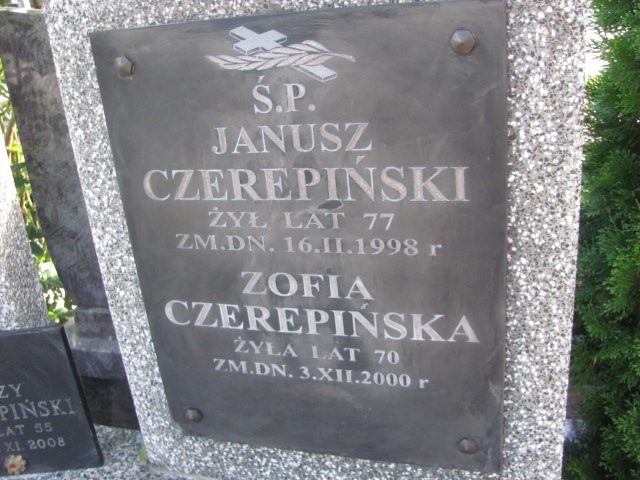 Ś.P.
JANUSZ
CZEREPIŃSKI
ŻYŁ LAT 77
ZM.DN. 16.II.1998 r
ZOFIA
CZEREPIŃSKA
ŻYŁA LAT 70
ZM.DN. 3.XII.2000 r
ZY
PIŃSKI
LAT 55
XI 2008